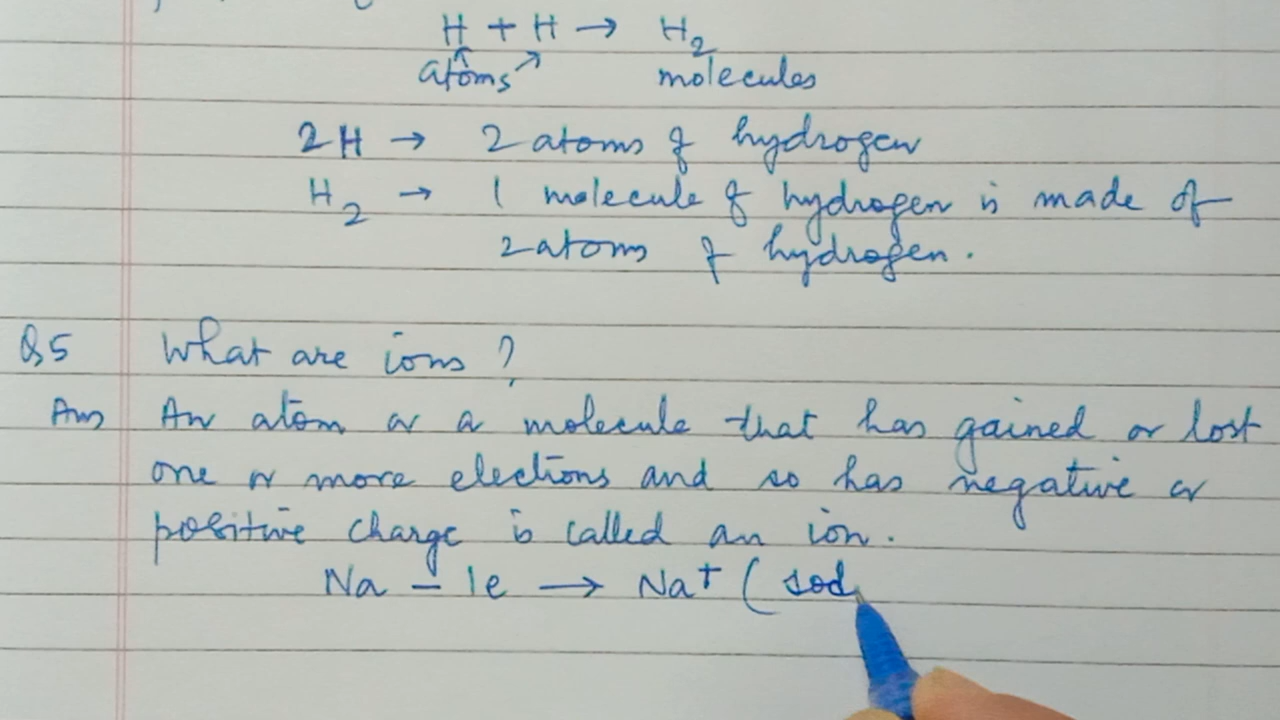 H + H → H₂
atoms molecules
2H → 2 atoms of hydrogen
H₂ → 1 molecule of hydrogen is made of
2 atoms of hydrogen.
Q5 What are ions ?
Ans An atom or a molecule that has gained or lost
one or more electrons and so has negative or
positive charge is called an ion.
Na – 1e → Na⁺ ( sod